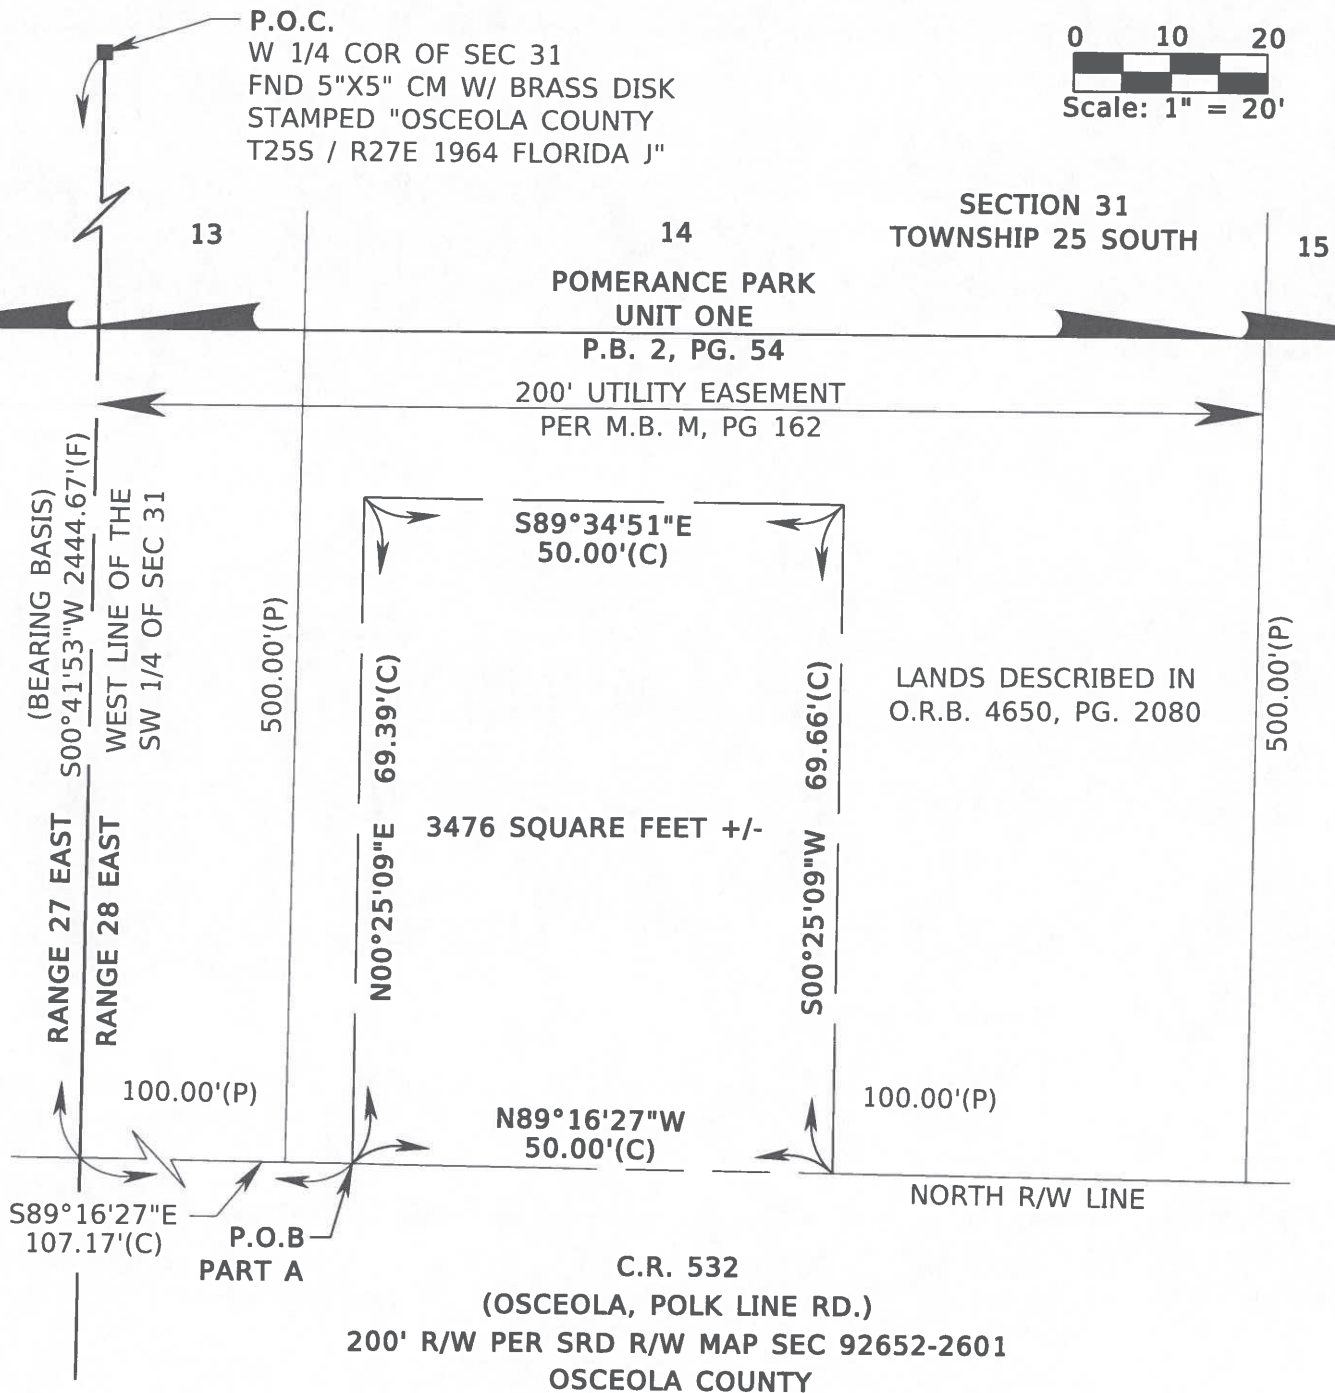 P.O.C.
W 1/4 COR OF SEC 31
FND 5"X5" CM W/ BRASS DISK
STAMPED "OSCEOLA COUNTY
T25S / R27E 1964 FLORIDA J"
0 10 20
Scale: 1" = 20'
SECTION 31
TOWNSHIP 25 SOUTH
13
14
15
POMERANCE PARK
UNIT ONE
P.B. 2, PG. 54
200' UTILITY EASEMENT
PER M.B. M, PG 162
(BEARING BASIS)
S00°41'53"W 2444.67'(F)
WEST LINE OF THE
SW 1/4 OF SEC 31
RANGE 27 EAST
RANGE 28 EAST
500.00'(P)
S89°34'51"E
50.00'(C)
N00°25'09"E 69.39'(C)
3476 SQUARE FEET +/-
S00°25'09"W 69.66'(C)
LANDS DESCRIBED IN
O.R.B. 4650, PG. 2080
500.00'(P)
100.00'(P)
N89°16'27"W
50.00'(C)
100.00'(P)
NORTH R/W LINE
S89°16'27"E
107.17'(C)
P.O.B
PART A
C.R. 532
(OSCEOLA, POLK LINE RD.)
200' R/W PER SRD R/W MAP SEC 92652-2601
OSCEOLA COUNTY